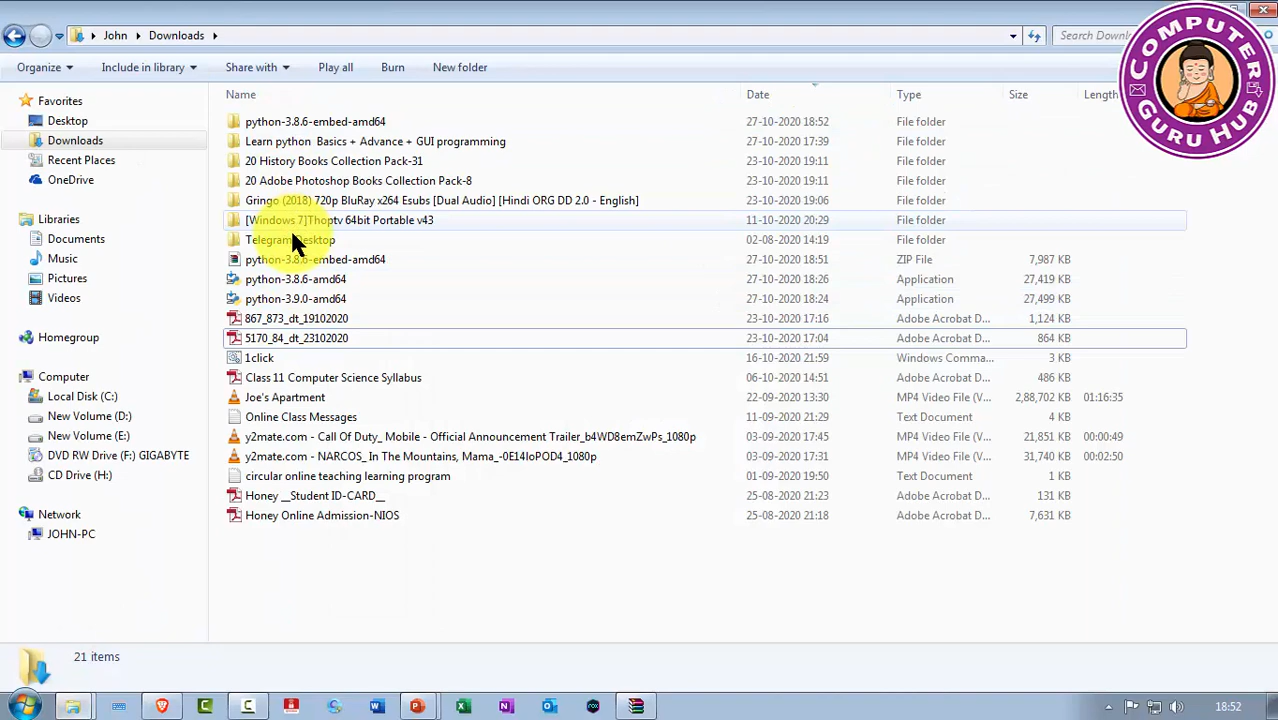 John Downloads Search Downl
Organize Include in library Share with Play all Burn New folder
COMPUTER GURU HUB
Name Date Type Size Length
Favorites
Desktop
Downloads
Recent Places
OneDrive
Libraries
Documents
Music
Pictures
Videos
Homegroup
Computer
Local Disk (C:)
New Volume (D:)
New Volume (E:)
DVD RW Drive (F:) GIGABYTE
CD Drive (H:)
Network
JOHN-PC
python-3.8.6-embed-amd64 27-10-2020 18:52 File folder
Learn python Basics + Advance + GUI programming 27-10-2020 17:39 File folder
20 History Books Collection Pack-31 23-10-2020 19:11 File folder
20 Adobe Photoshop Books Collection Pack-8 23-10-2020 19:11 File folder
Gringo (2018) 720p BluRay x264 Esubs [Dual Audio] [Hindi ORG DD 2.0 - English] 23-10-2020 19:06 File folder
[Windows 7]Thoptv 64bit Portable v43 11-10-2020 20:29 File folder
Telegram Desktop 02-08-2020 14:19 File folder
python-3.8.6-embed-amd64 27-10-2020 18:51 ZIP File 7,987 KB
python-3.8.6-amd64 27-10-2020 18:26 Application 27,419 KB
python-3.9.0-amd64 27-10-2020 18:24 Application 27,499 KB
867_873_dt_19102020 23-10-2020 17:16 Adobe Acrobat D... 1,124 KB
5170_84_dt_23102020 23-10-2020 17:04 Adobe Acrobat D... 864 KB
1click 16-10-2020 21:59 Windows Comma... 3 KB
Class 11 Computer Science Syllabus 06-10-2020 14:51 Adobe Acrobat D... 486 KB
Joe's Apartment 22-09-2020 13:30 MP4 Video File (V... 2,88,702 KB 01:16:35
Online Class Messages 11-09-2020 21:29 Text Document 4 KB
y2mate.com - Call Of Duty_ Mobile - Official Announcement Trailer_b4WD8emZwPs_1080p 03-09-2020 17:45 MP4 Video File (V... 21,851 KB 00:00:49
y2mate.com - NARCOS_ In The Mountains, Mama_-0E14IoPOD4_1080p 03-09-2020 17:31 MP4 Video File (V... 31,740 KB 00:02:50
circular online teaching learning program 01-09-2020 19:50 Text Document 1 KB
Honey __Student ID-CARD__ 25-08-2020 21:23 Adobe Acrobat D... 131 KB
Honey Online Admission-NIOS 25-08-2020 21:18 Adobe Acrobat D... 7,631 KB
21 items
18:52